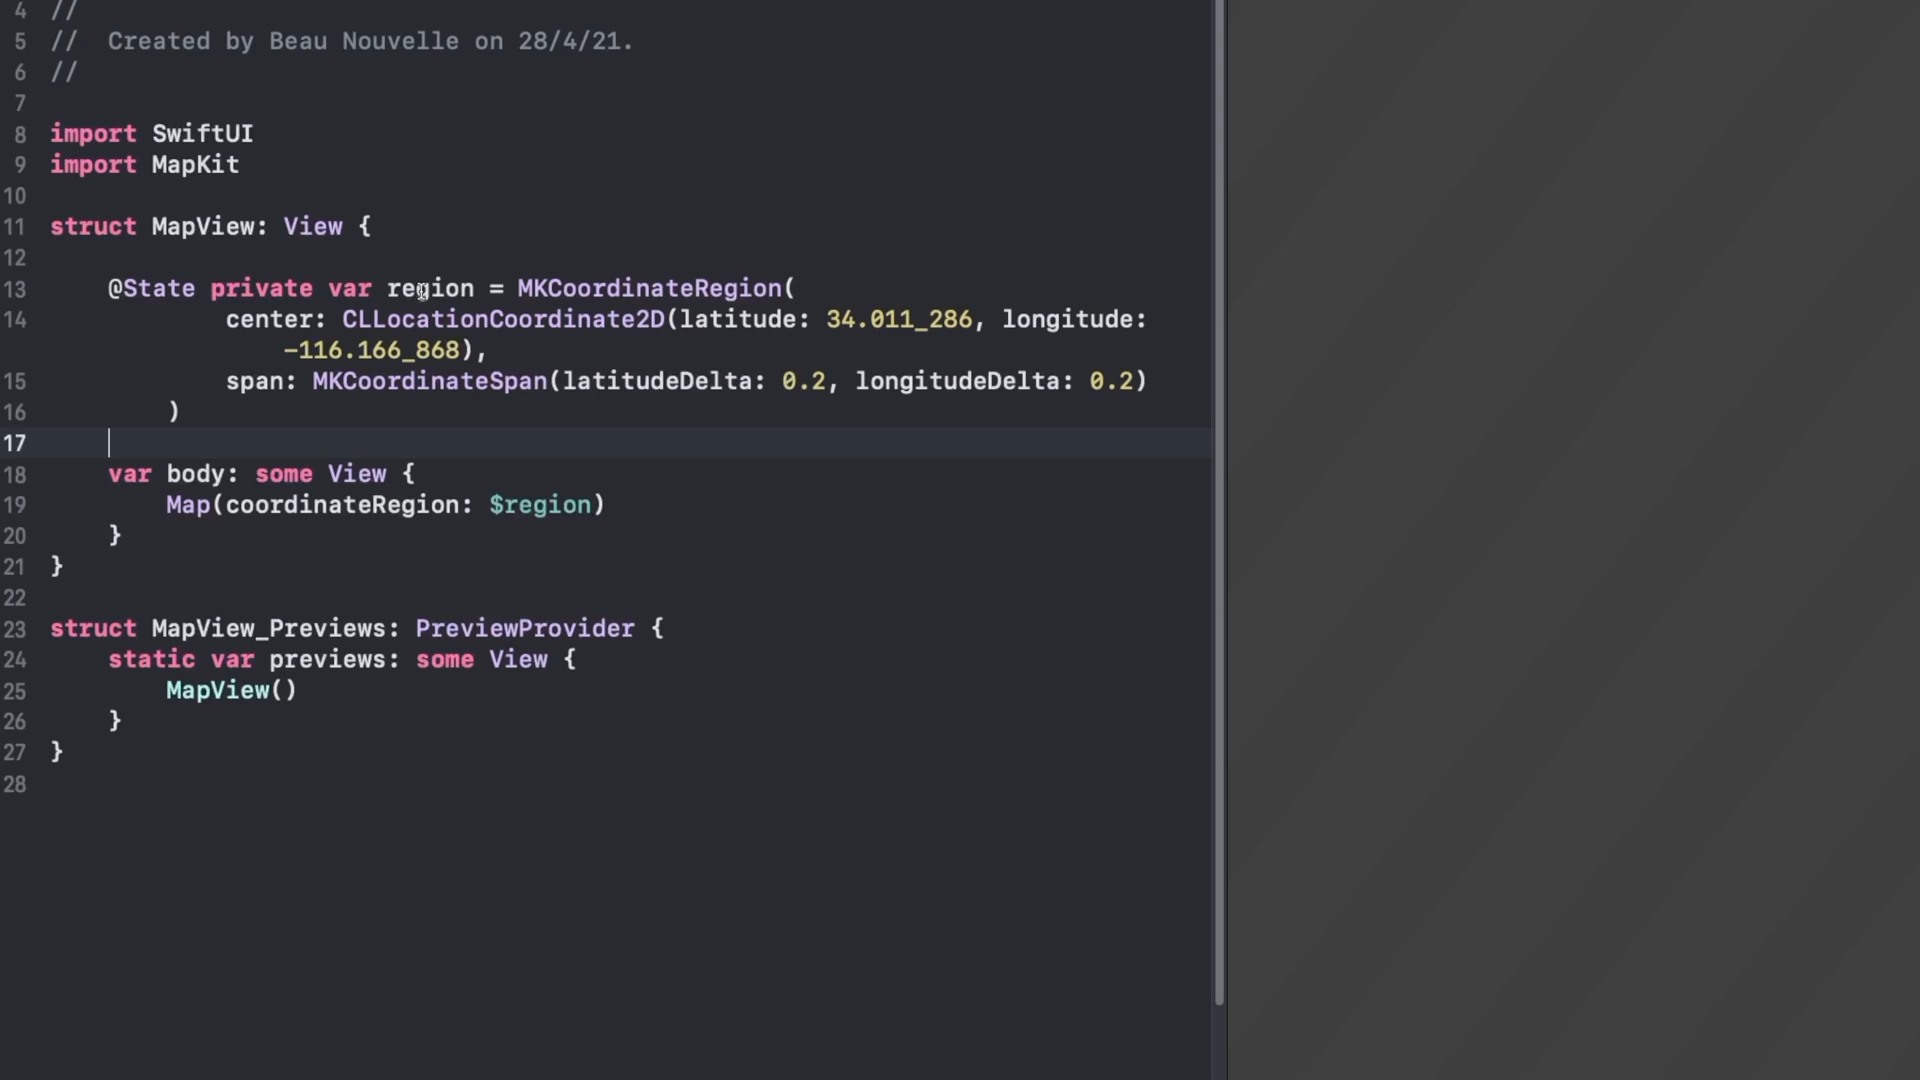 4 //
5 // Created by Beau Nouvelle on 28/4/21.
6 //
7
8 import SwiftUI
9 import MapKit
10
11 struct MapView: View {
12
13 @State private var region = MKCoordinateRegion(
14 center: CLLocationCoordinate2D(latitude: 34.011_286, longitude:
-116.166_868),
15 span: MKCoordinateSpan(latitudeDelta: 0.2, longitudeDelta: 0.2)
16 )
17
18 var body: some View {
19 Map(coordinateRegion: $region)
20 }
21 }
22
23 struct MapView_Previews: PreviewProvider {
24 static var previews: some View {
25 MapView()
26 }
27 }
28